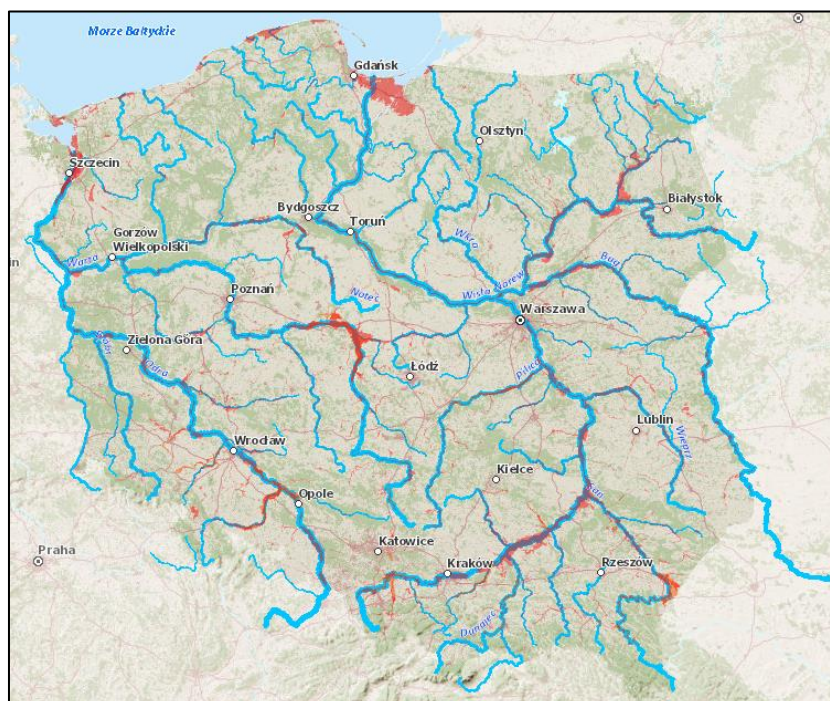 Morze Bałtyckie
Gdańsk
Olsztyn
Szczecin
Białystok
Bydgoszcz
Toruń
Gorzów
Wielkopolski
Wkra
Warta
Bug
Poznań
Noteć
Wisła
Narew
Warszawa
Zielona Góra
Bóbr
Odra
Pilica
Łódź
Lublin
Wieprz
Wrocław
Kielce
Opole
San
Praha
Katowice
Kraków
Rzeszów
Dunajec